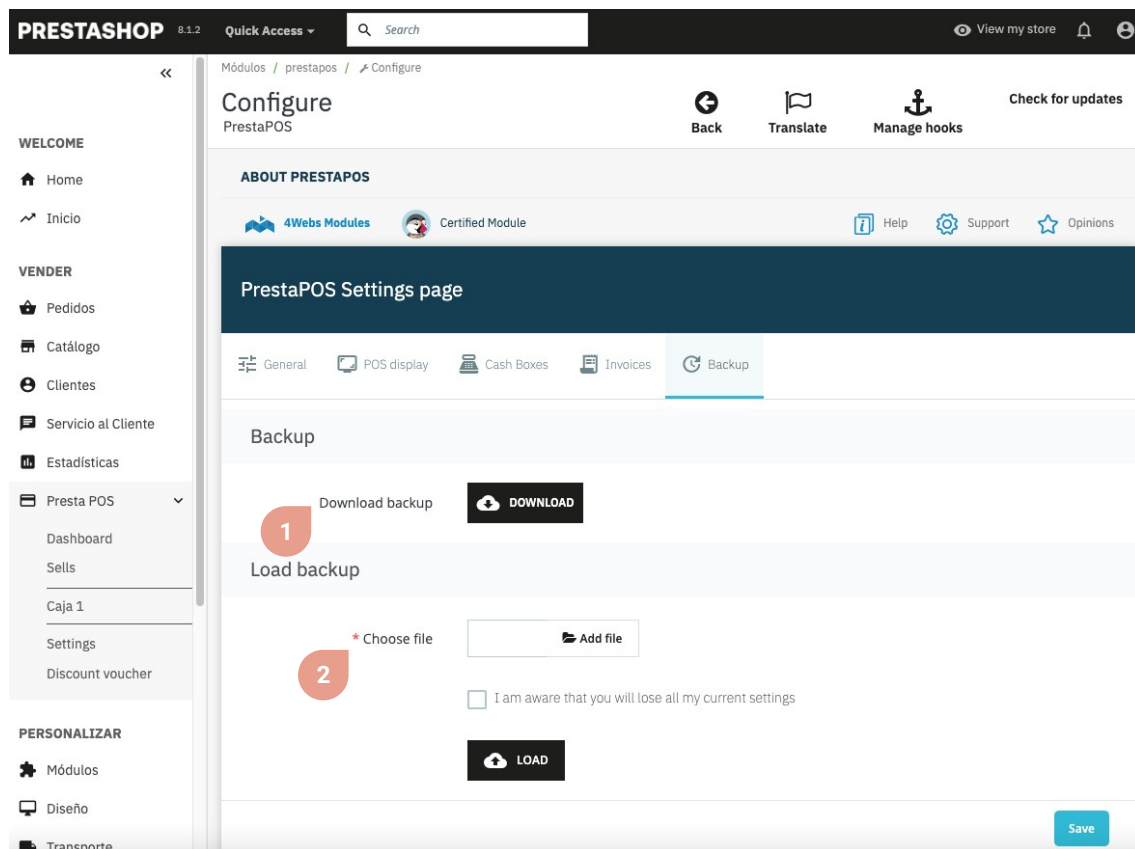 PRESTASHOP 8.1.2 Quick Access Search View my store
Módulos / prestapos / Configure
Configure
PrestaPOS
Back
Translate
Manage hooks
Check for updates
WELCOME
Home
Inicio
VENDER
Pedidos
Catálogo
Clientes
Servicio al Cliente
Estadísticas
Presta POS
Dashboard
Sells
Caja 1
Settings
Discount voucher
PERSONALIZAR
Módulos
Diseño
Transporte
ABOUT PRESTAPOS
4Webs Modules Certified Module Help Support Opinions
PrestaPOS Settings page
General POS display Cash Boxes Invoices Backup
Backup
Download backup DOWNLOAD
1
Load backup
* Choose file Add file
2
I am aware that you will lose all my current settings
LOAD
Save